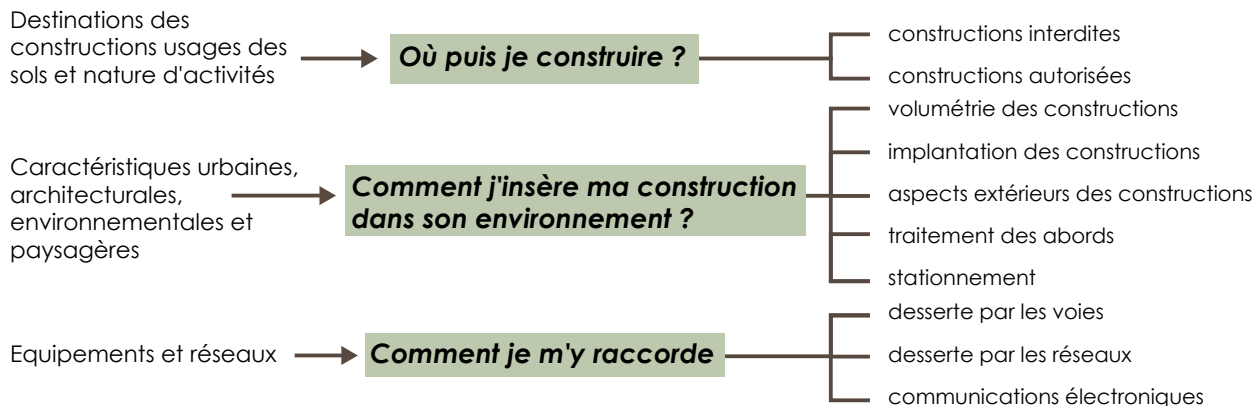 Destinations des
constructions usages des
sols et nature d'activités
Où puis je construire ?
constructions interdites
constructions autorisées
Caractéristiques urbaines,
architecturales,
environnementales et
paysagères
Comment j'insère ma construction
dans son environnement ?
volumétrie des constructions
implantation des constructions
aspects extérieurs des constructions
traitement des abords
stationnement
Equipements et réseaux
Comment je m'y raccorde
desserte par les voies
desserte par les réseaux
communications électroniques